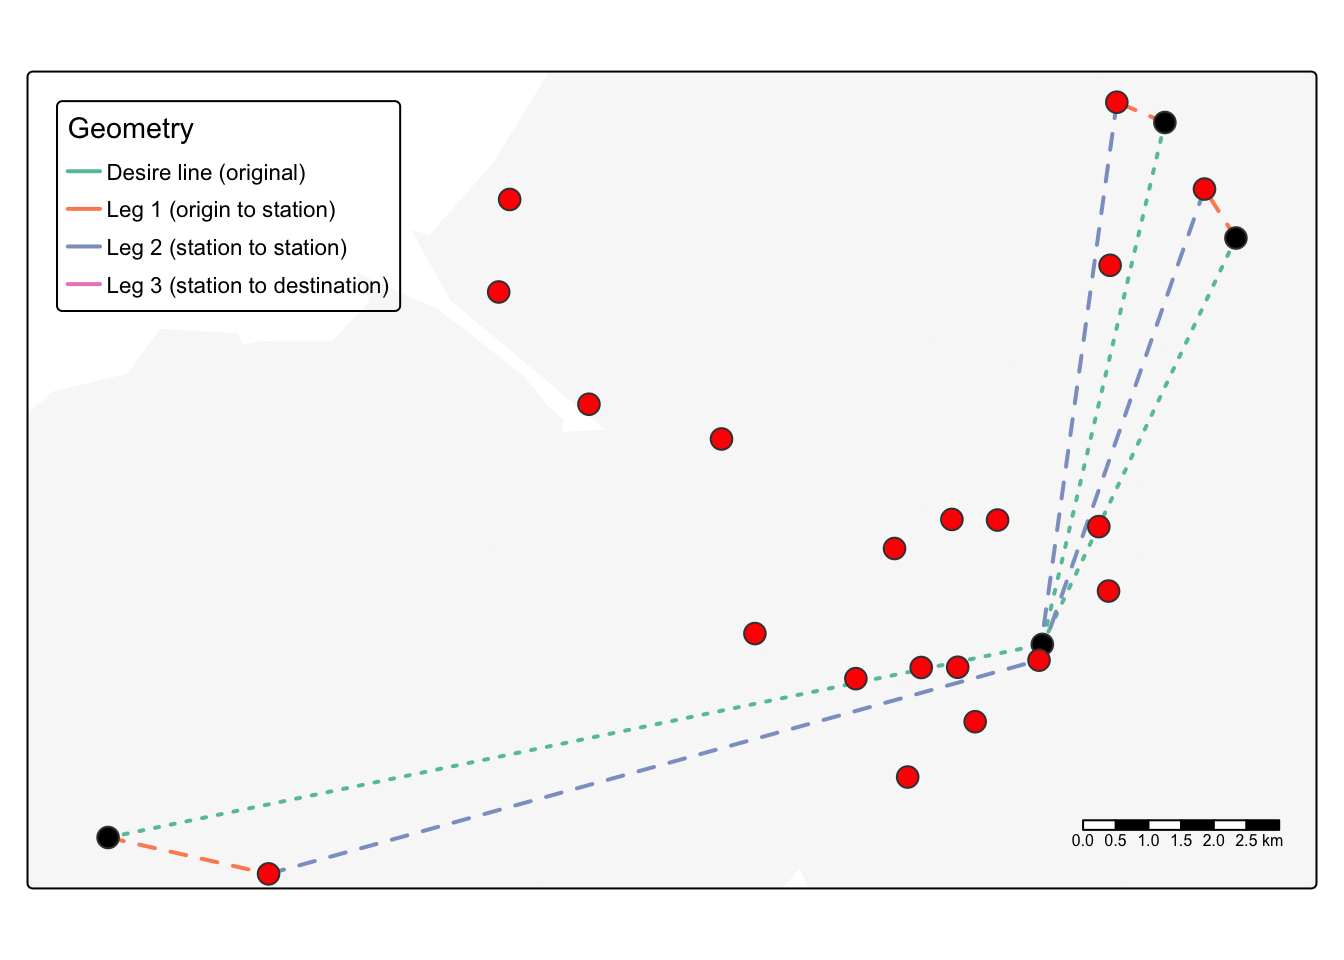 Geometry
Desire line (original)
Leg 1 (origin to station)
Leg 2 (station to station)
Leg 3 (station to destination)
0.0 0.5 1.0 1.5 2.0 2.5 km